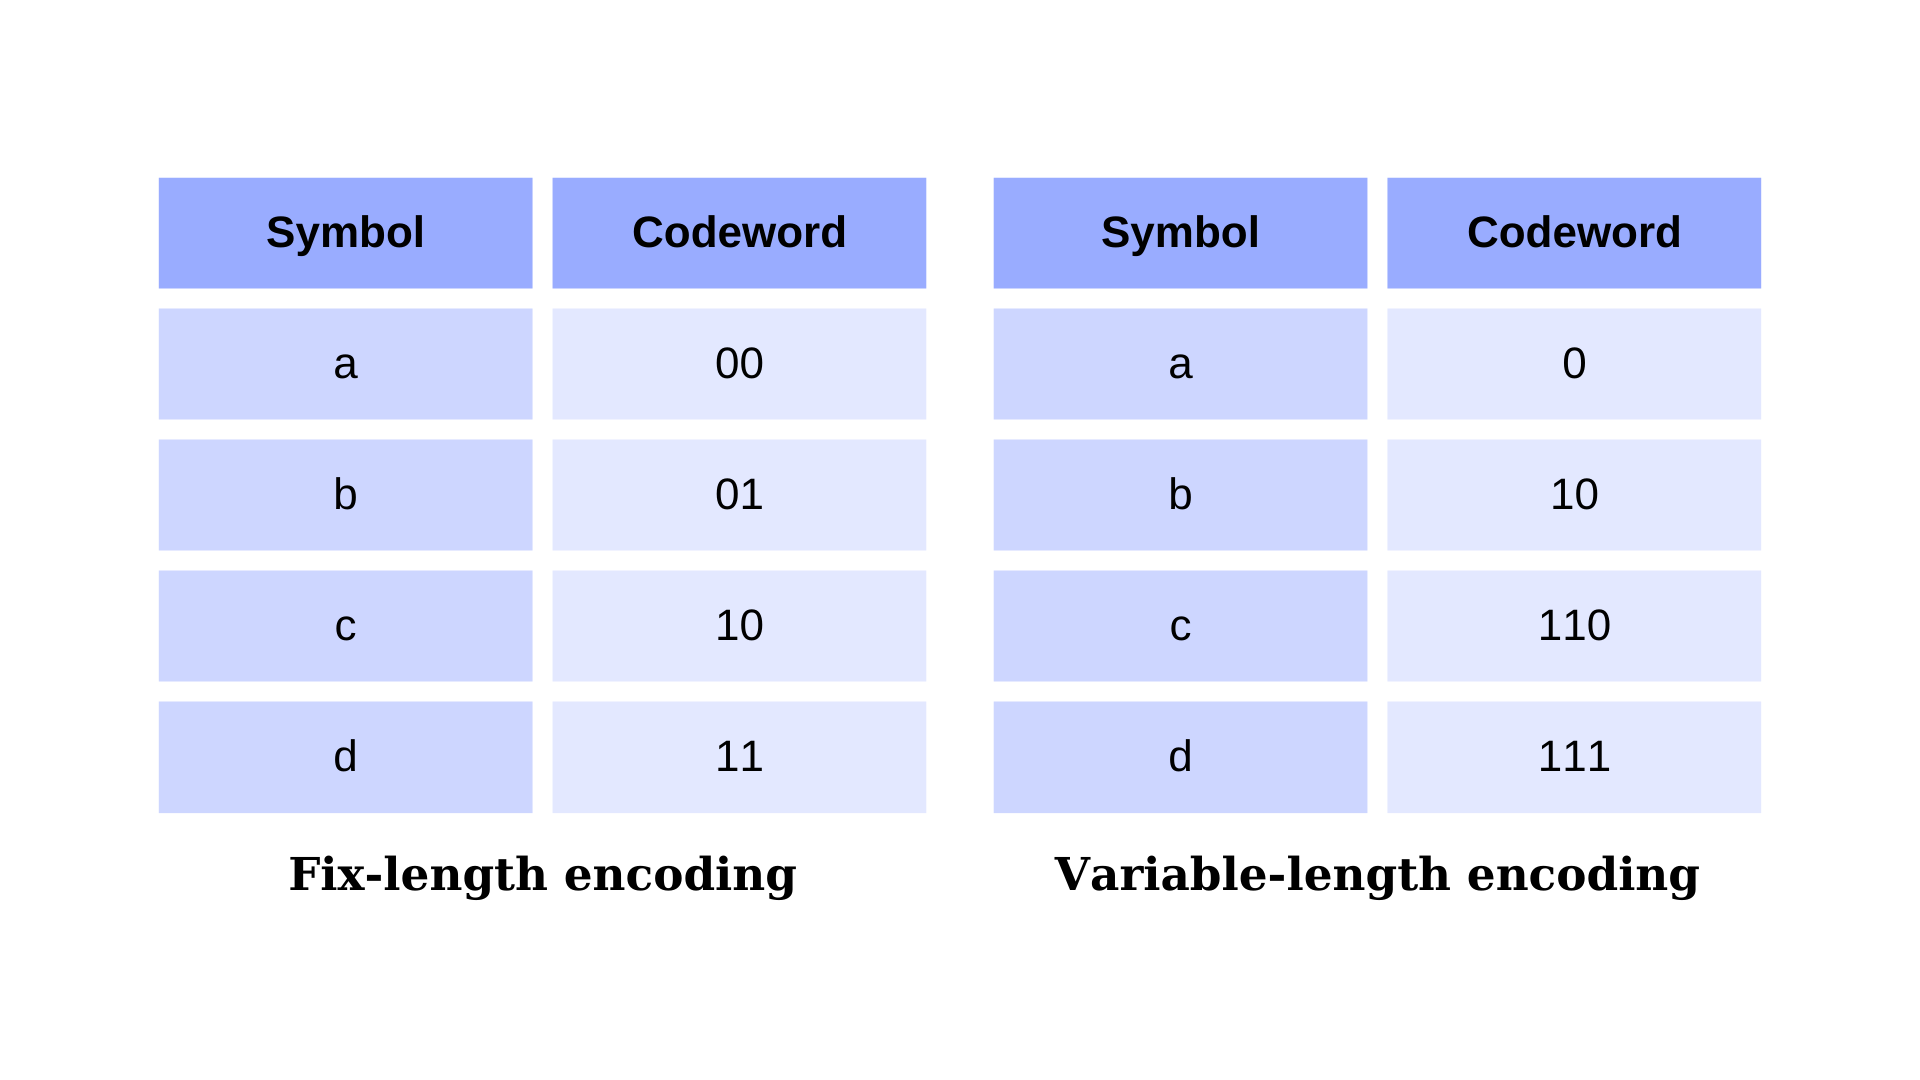 Symbol Codeword
a 00
b 01
c 10
d 11
Fix-length encoding
Symbol Codeword
a 0
b 10
c 110
d 111
Variable-length encoding